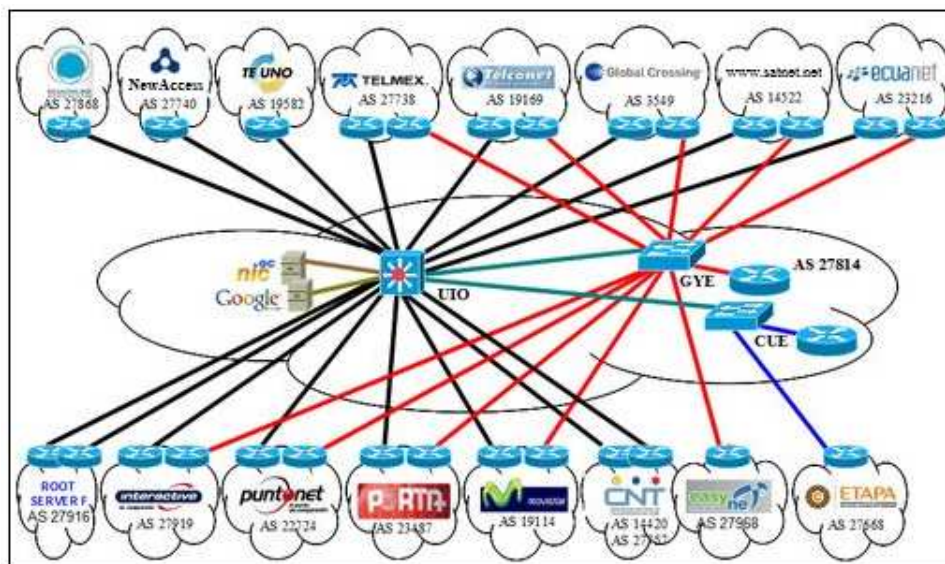 AS 27868
NewAccess
AS 27740
TE UNO
AS 19582
TELMEX
AS 27738
Telconet
AS 19169
Global Crossing
AS 3549
www.satnet.net
AS 14522
ecuanet
AS 23216
nic ec
Google
UIO
GYE
AS 27814
CUE
ROOT
SERVER F
AS 27916
interactive
AS 27919
puntonet
AS 22724
PORTA
AS 23487
movistar
AS 19114
CNT
AS 14420
easy
net
AS 27968
ETAPA
AS 27668